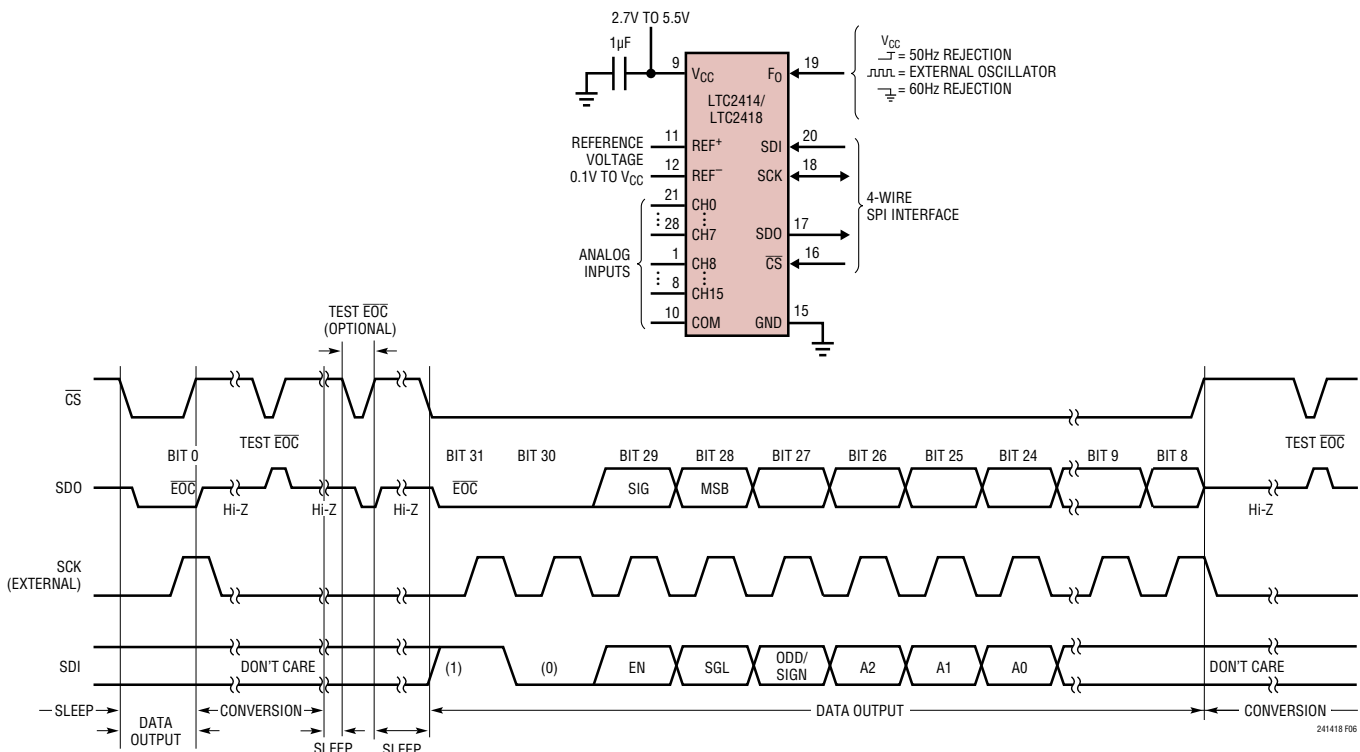 2.7V TO 5.5V
1µF
9
VCC
FO
19
VCC
= 50Hz REJECTION
= EXTERNAL OSCILLATOR
= 60Hz REJECTION
LTC2414/
LTC2418
REFERENCE
VOLTAGE
0.1V TO VCC
11
REF+
SDI
20
12
REF–
SCK
18
4-WIRE
SPI INTERFACE
21
CH0
28
CH7
SDO
17
ANALOG
INPUTS
1
CH8
CS
16
8
CH15
10
COM
GND
15
TEST EOC
(OPTIONAL)
CS
TEST EOC
TEST EOC
BIT 0
BIT 31
BIT 30
BIT 29
BIT 28
BIT 27
BIT 26
BIT 25
BIT 24
BIT 9
BIT 8
SDO
EOC
EOC
SIG
MSB
Hi-Z
Hi-Z
Hi-Z
Hi-Z
SCK
(EXTERNAL)
SDI
DON'T CARE
(1)
(0)
EN
SGL
ODD/
SIGN
A2
A1
A0
DON'T CARE
SLEEP
DATA
OUTPUT
CONVERSION
SLEEP
SLEEP
DATA OUTPUT
CONVERSION
241418 F06